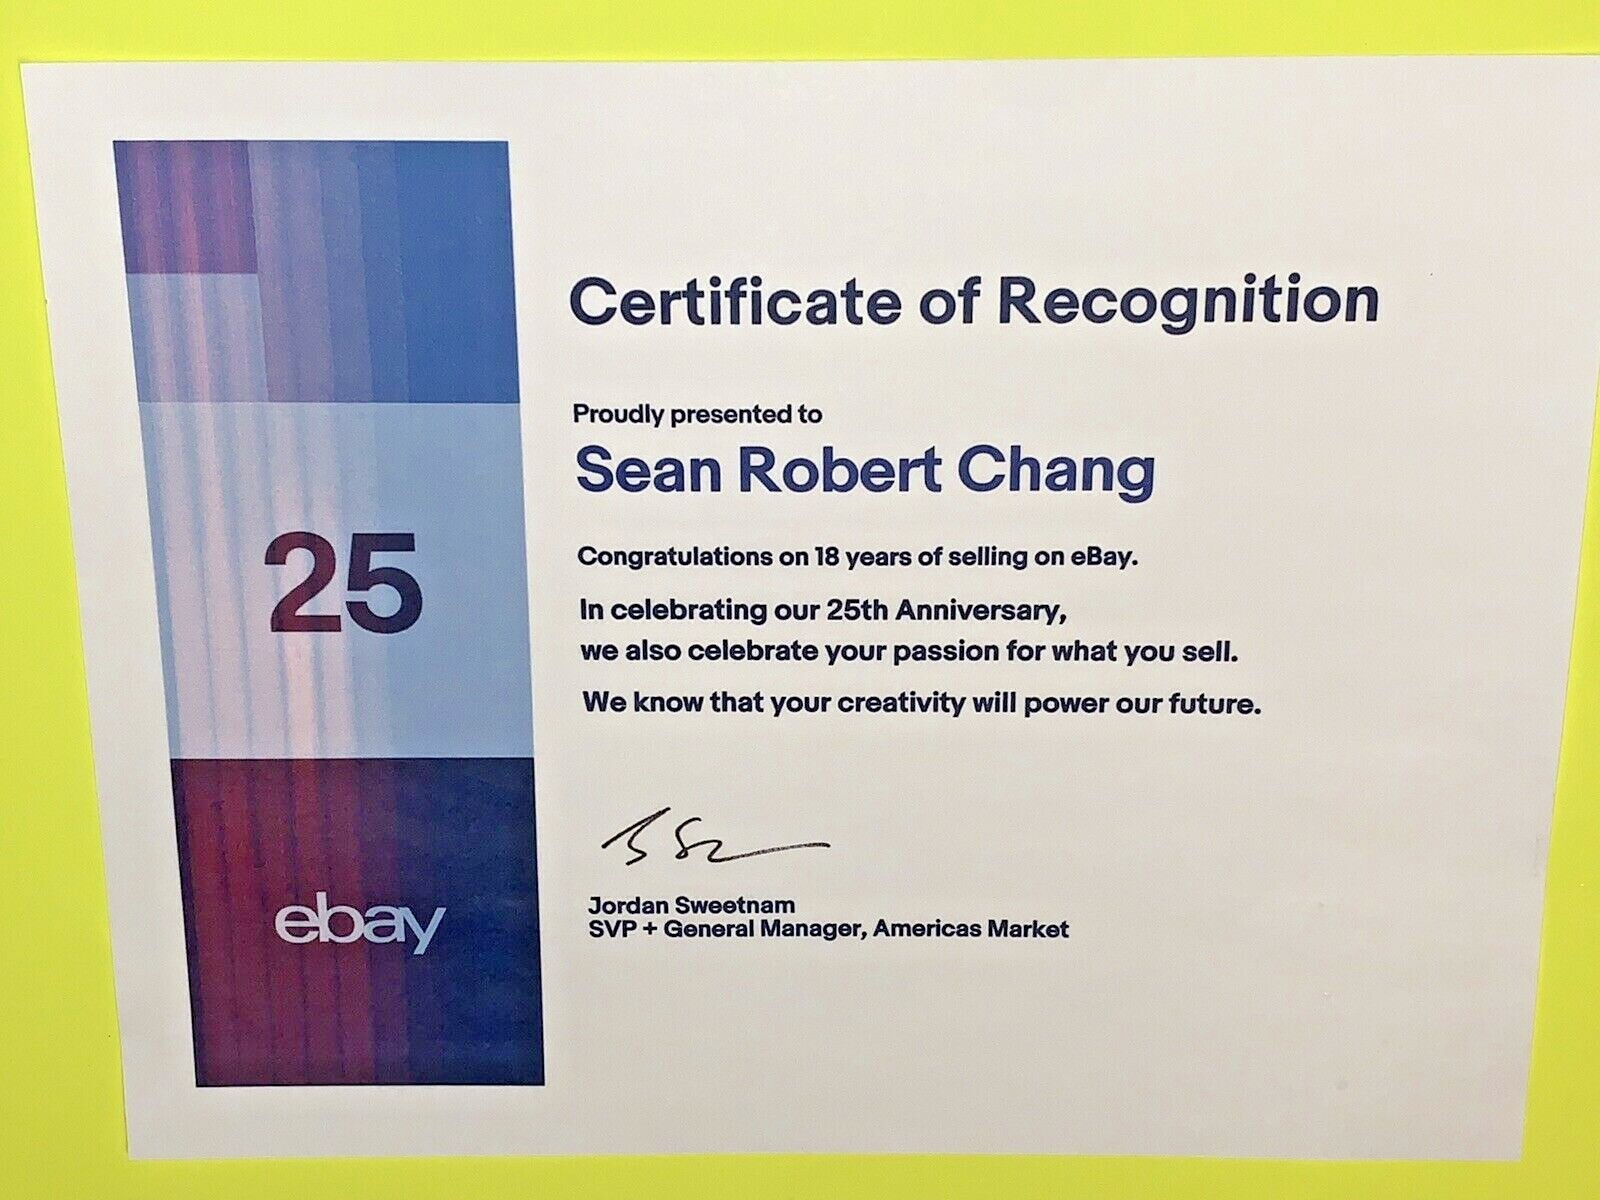 Certificate of Recognition
Proudly presented to
Sean Robert Chang
Congratulations on 18 years of selling on eBay.
In celebrating our 25th Anniversary,
we also celebrate your passion for what you sell.
We know that your creativity will power our future.
Jordan Sweetnam
SVP + General Manager, Americas Market
25
ebay